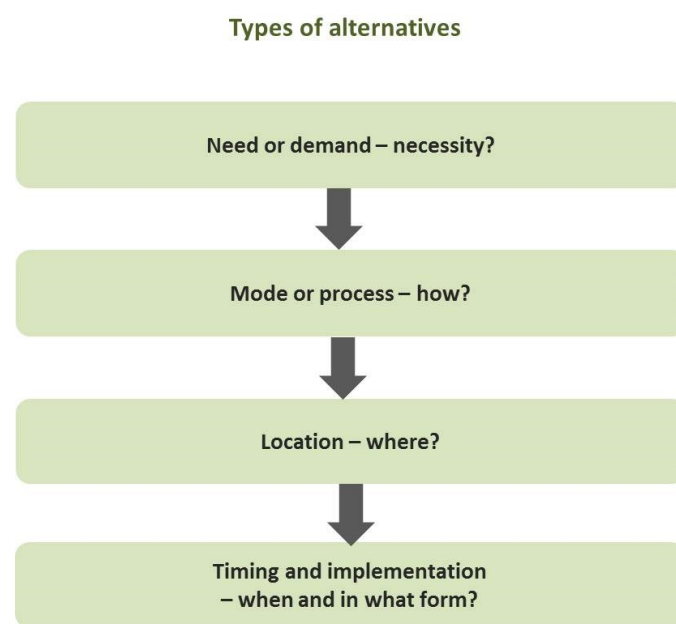 Types of alternatives
Need or demand – necessity?
Mode or process – how?
Location – where?
Timing and implementation
– when and in what form?